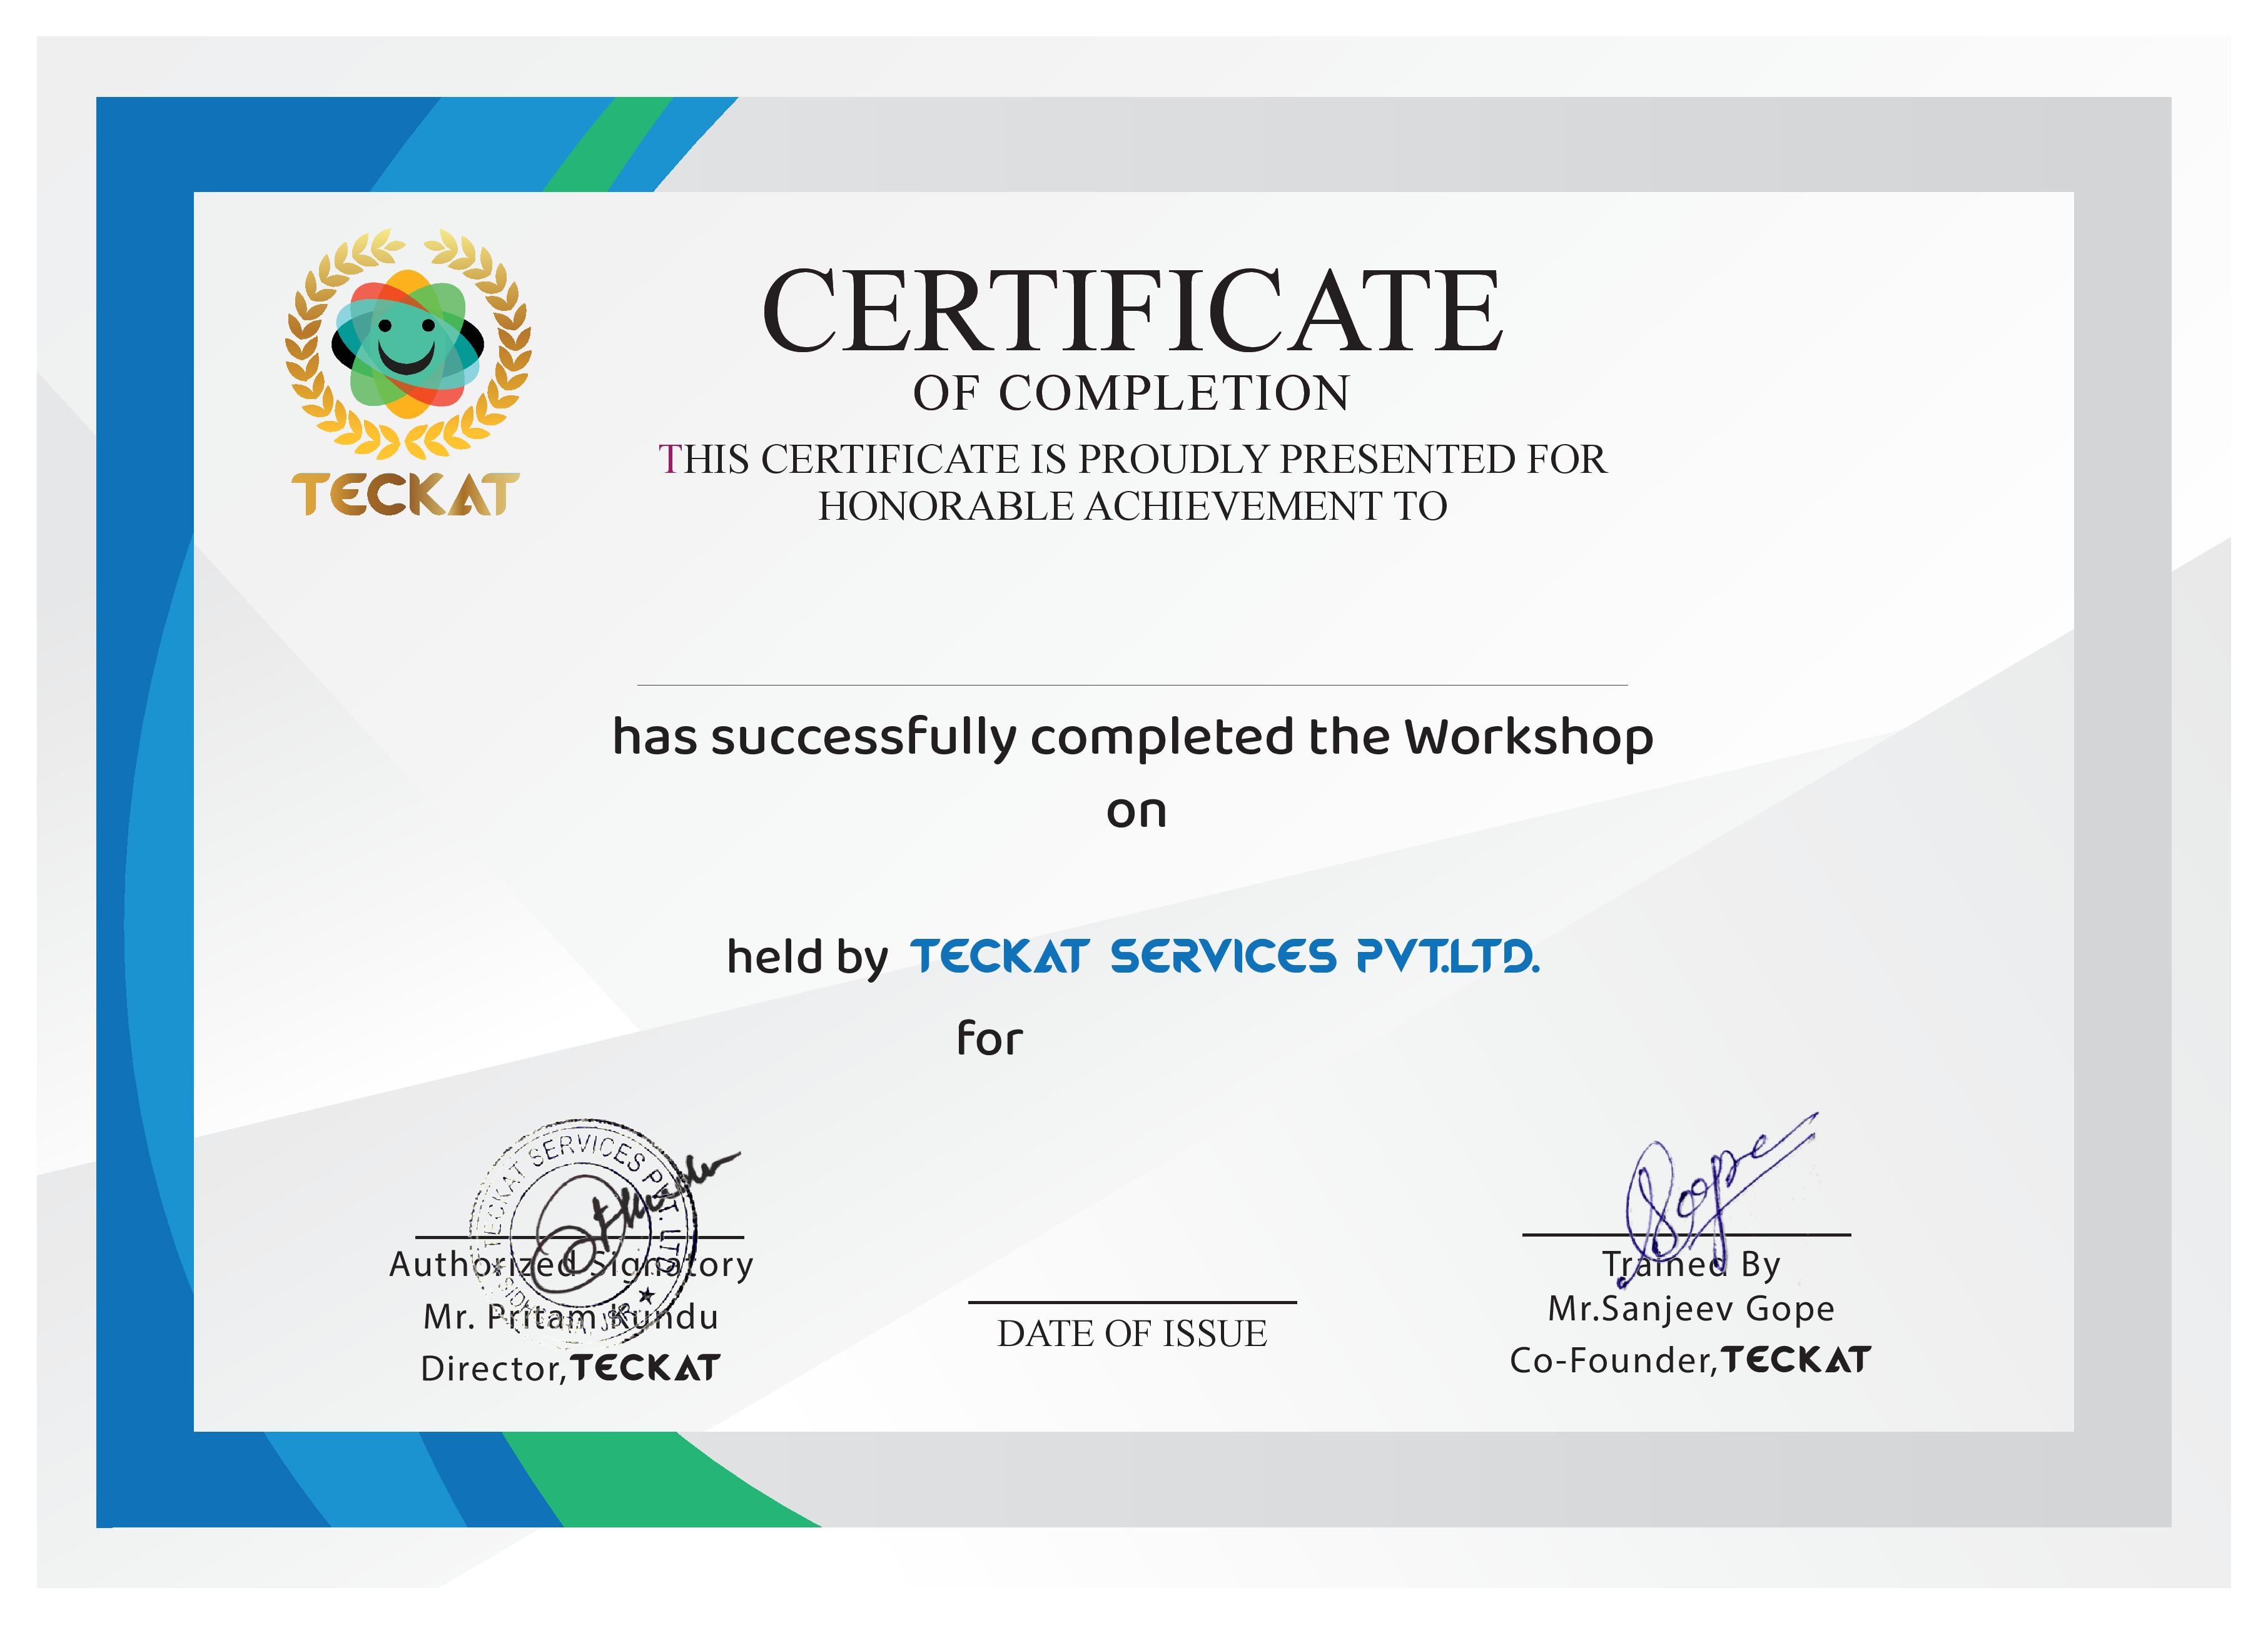 TECKAT
CERTIFICATE
OF COMPLETION
THIS CERTIFICATE IS PROUDLY PRESENTED FOR
HONORABLE ACHIEVEMENT TO
has successfully completed the Workshop
on
held by TECKAT SERVICES PVT.LTD.
for
TECKAT SERVICES PVT. LTD. ★ JSR ★
Authorized Signatory
Mr. Pritam Kundu
Director,TECKAT
DATE OF ISSUE
Gope
Trained By
Mr.Sanjeev Gope
Co-Founder,TECKAT